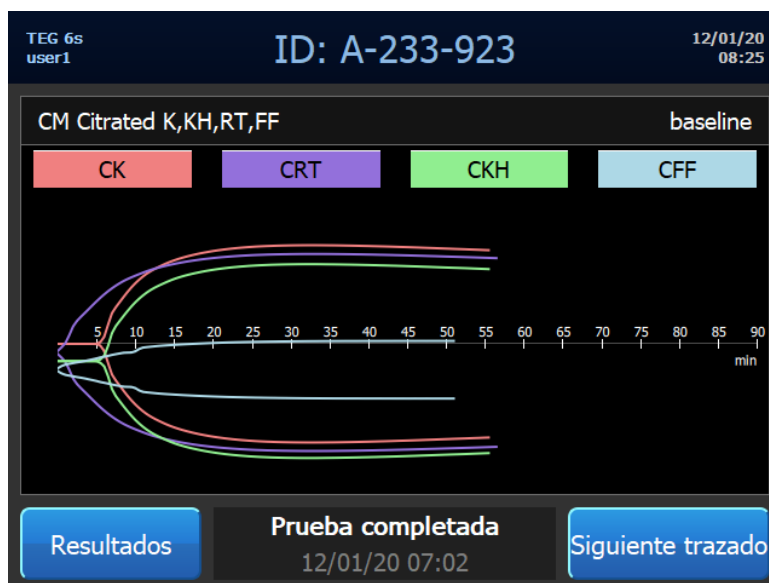 TEG 6s
user1
ID: A-233-923
12/01/20
08:25
CM Citrated K,KH,RT,FF
baseline
CK
CRT
CKH
CFF
5 10 15 20 25 30 35 40 45 50 55 60 65 70 75 80 85 90
min
Resultados
Prueba completada
12/01/20 07:02
Siguiente trazado